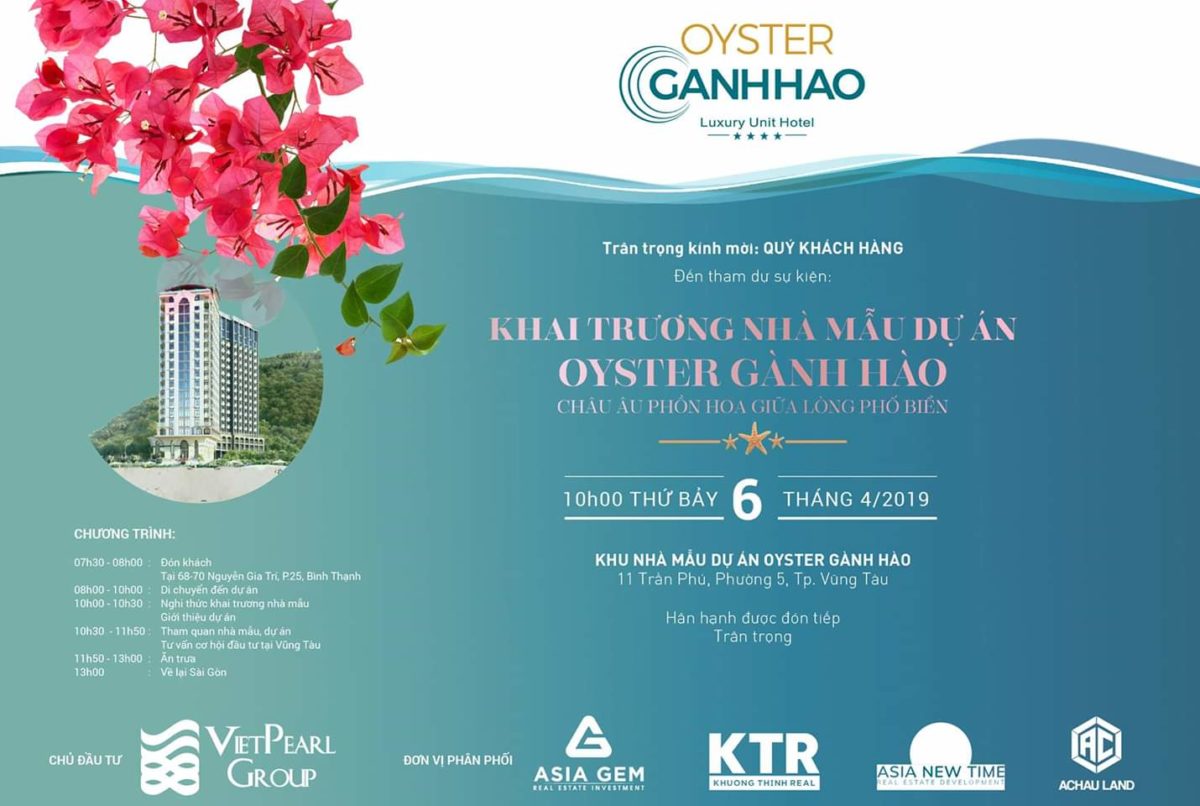 OYSTER
GANHHAO
Luxury Unit Hotel
Trân trọng kính mời: QUÝ KHÁCH HÀNG
Đến tham dự sự kiện:
KHAI TRƯƠNG NHÀ MẪU DỰ ÁN
OYSTER GÀNH HÀO
CHÂU ÂU PHỒN HOA GIỮA LÒNG PHỐ BIỂN
10h00 THỨ BẢY 6 THÁNG 4/2019
KHU NHÀ MẪU DỰ ÁN OYSTER GÀNH HÀO
11 Trần Phú, Phường 5, Tp. Vũng Tàu
Hân hạnh được đón tiếp
Trân trọng
CHƯƠNG TRÌNH:
07h30 - 08h00 : Đón khách
Tại 68-70 Nguyễn Gia Trí, P.25, Bình Thạnh
08h00 - 10h00 : Di chuyển đến dự án
10h00 - 10h30 : Nghi thức khai trương nhà mẫu
Giới thiệu dự án
10h30 - 11h50 : Tham quan nhà mẫu, dự án
Tư vấn cơ hội đầu tư tại Vũng Tàu
11h50 - 13h00 : Ăn trưa
13h00 : Về lại Sài Gòn
CHỦ ĐẦU TƯ
VIETPEARL
GROUP
ĐƠN VỊ PHÂN PHỐI
ASIA GEM
REAL ESTATE INVESTMENT
KTR
KHUONG THINH REAL
ASIA NEW TIME
REAL ESTATE DEVELOPMENT
AC
ACHAU LAND